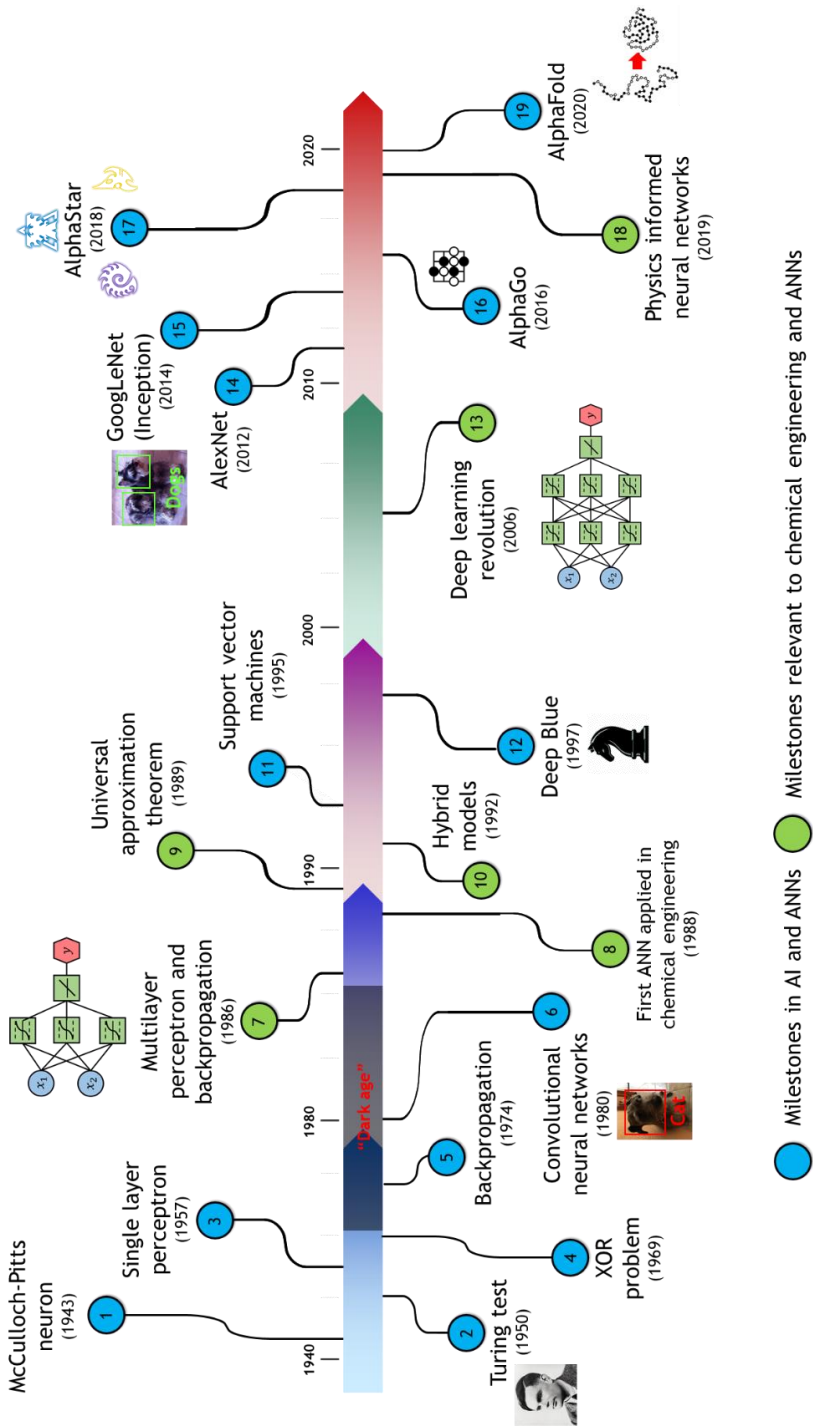 McCulloch-Pitts
neuron
(1943)
1
Single layer
perceptron
(1957)
3
x1
x2
y
Multilayer
perceptron and
backpropagation
(1986)
7
Universal
approximation
theorem
(1989)
9
Support vector
machines
(1995)
11
Dogs
GoogLeNet
(Inception)
(2014)
15
AlexNet
(2012)
14
AlphaStar
(2018)
17
1940
1980
1990
2000
2010
2020
"Dark age"
2
Turing test
(1950)
4
XOR
problem
(1969)
5
Backpropagation
(1974)
6
Convolutional
neural networks
(1980)
Cat
8
First ANN applied in
chemical engineering
(1988)
Hybrid
models
(1992)
10
12
Deep Blue
(1997)
13
Deep learning
revolution
(2006)
x1
x2
y
16
AlphaGo
(2016)
18
Physics informed
neural networks
(2019)
19
AlphaFold
(2020)
Milestones in AI and ANNs
Milestones relevant to chemical engineering and ANNs